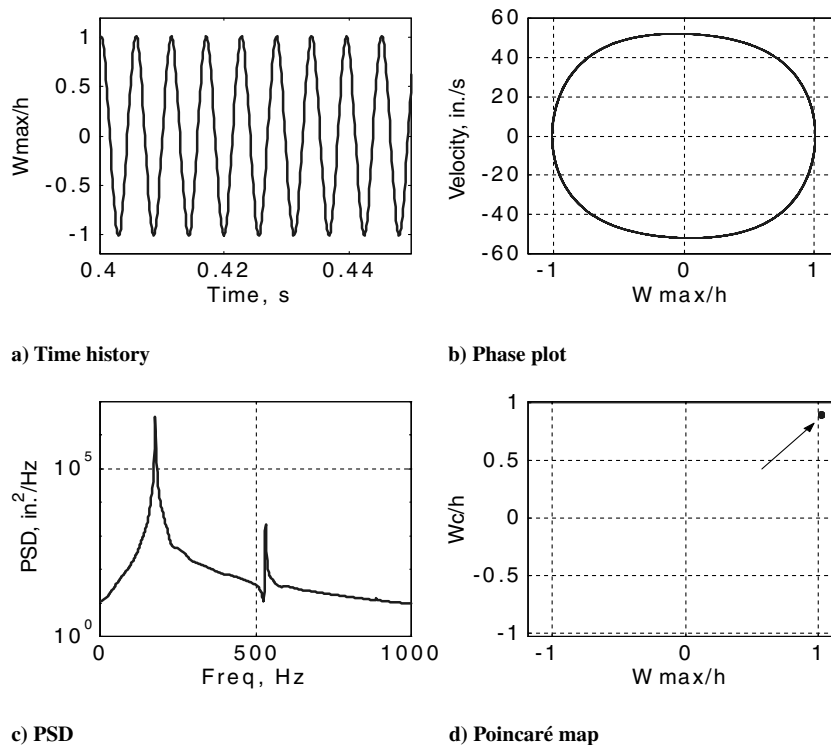 1
0.5
0
-0.5
-1
Wmax/h
0.4 0.42 0.44
Time, s
a) Time history
60
40
20
0
-20
-40
-60
Velocity, in./s
-1 0 1
W max/h
b) Phase plot
10^5
10^0
PSD, in.²/Hz
0 500 1000
Freq, Hz
c) PSD
1
0.5
0
-0.5
-1
Wc/h
-1 0 1
W max/h
d) Poincaré map